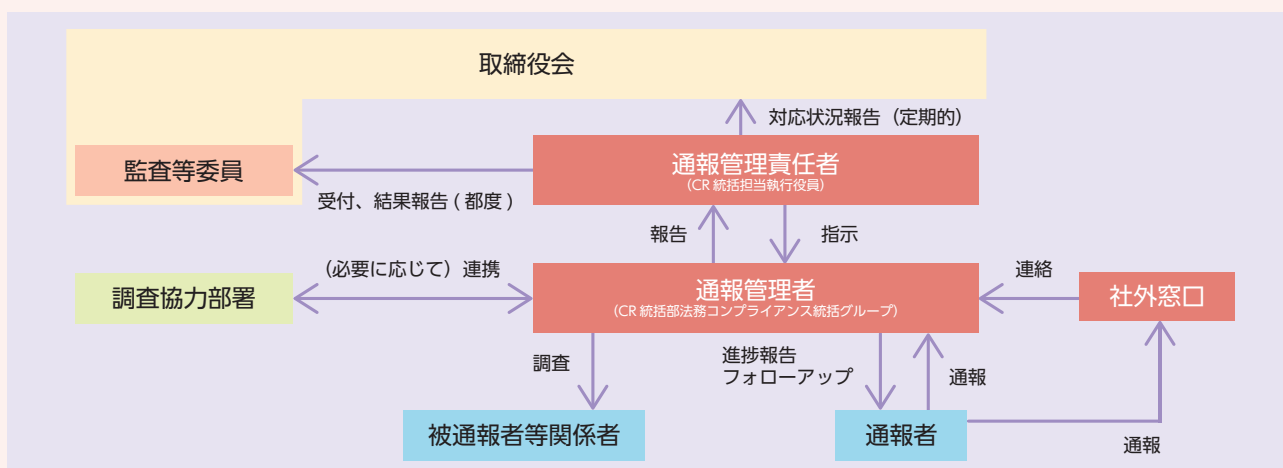 取締役会
対応状況報告（定期的）
監査等委員
通報管理責任者
（CR 統括担当執行役員）
受付、結果報告 ( 都度 )
報告
指示
（必要に応じて）連携
調査協力部署
通報管理者
（CR 統括部法務コンプライアンス統括グループ）
連絡
社外窓口
調査
進捗報告
フォローアップ
通報
被通報者等関係者
通報者
通報